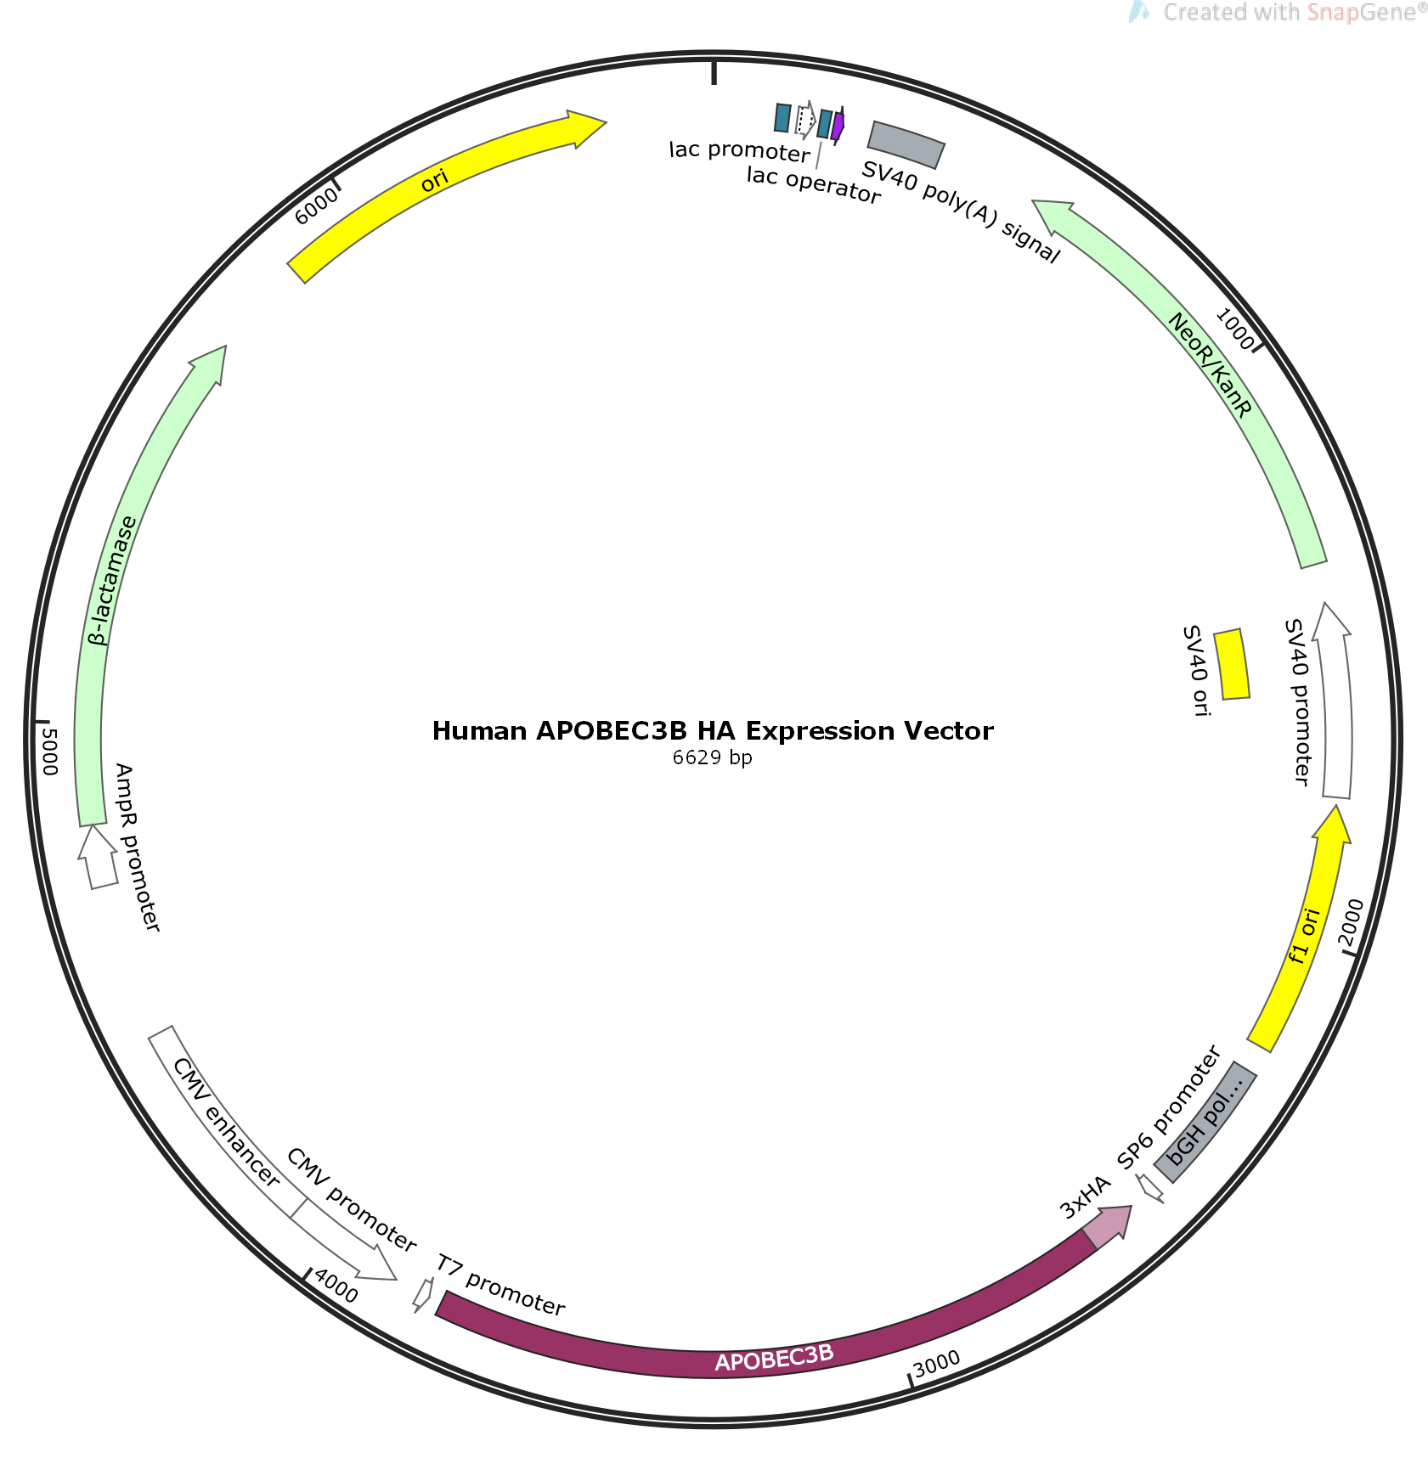 Created with SnapGene®
lac promoter
lac operator
SV40 poly(A) signal
NeoR/KanR
1000
SV40 promoter
SV40 ori
f1 ori
2000
bGH pol...
SP6 promoter
3xHA
APOBEC3B
3000
T7 promoter
CMV promoter
4000
CMV enhancer
AmpR promoter
5000
β-lactamase
6000
ori
Human APOBEC3B HA Expression Vector
6629 bp